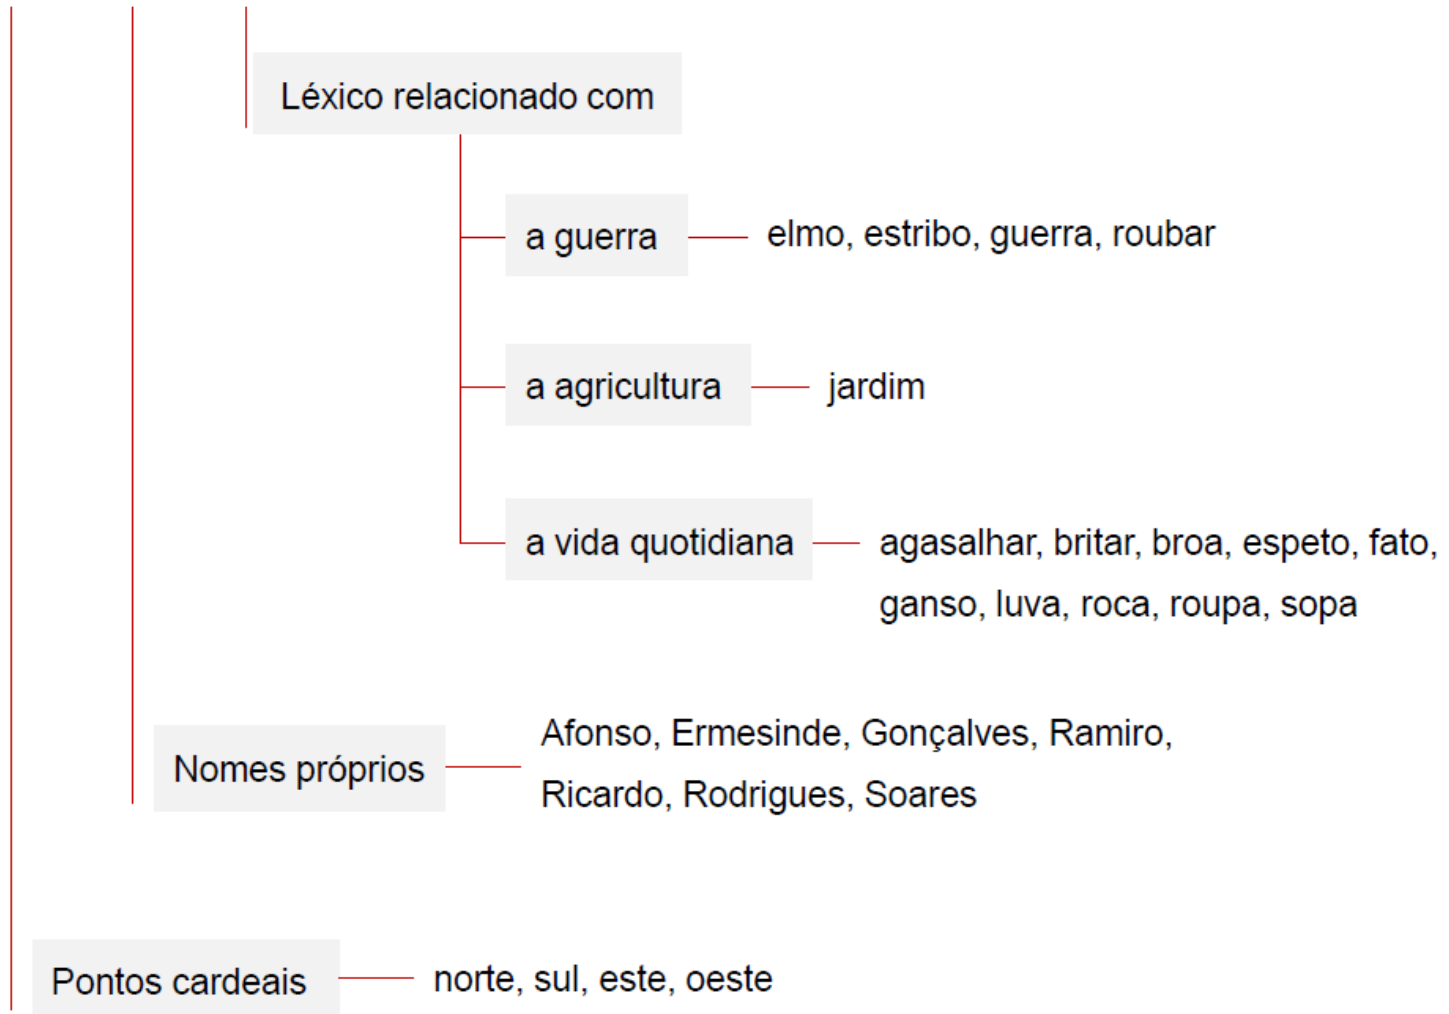 Léxico relacionado com
a guerra
elmo, estribo, guerra, roubar
a agricultura
jardim
a vida quotidiana
agasalhar, britar, broa, espeto, fato,
ganso, luva, roca, roupa, sopa
Nomes próprios
Afonso, Ermesinde, Gonçalves, Ramiro,
Ricardo, Rodrigues, Soares
Pontos cardeais
norte, sul, este, oeste